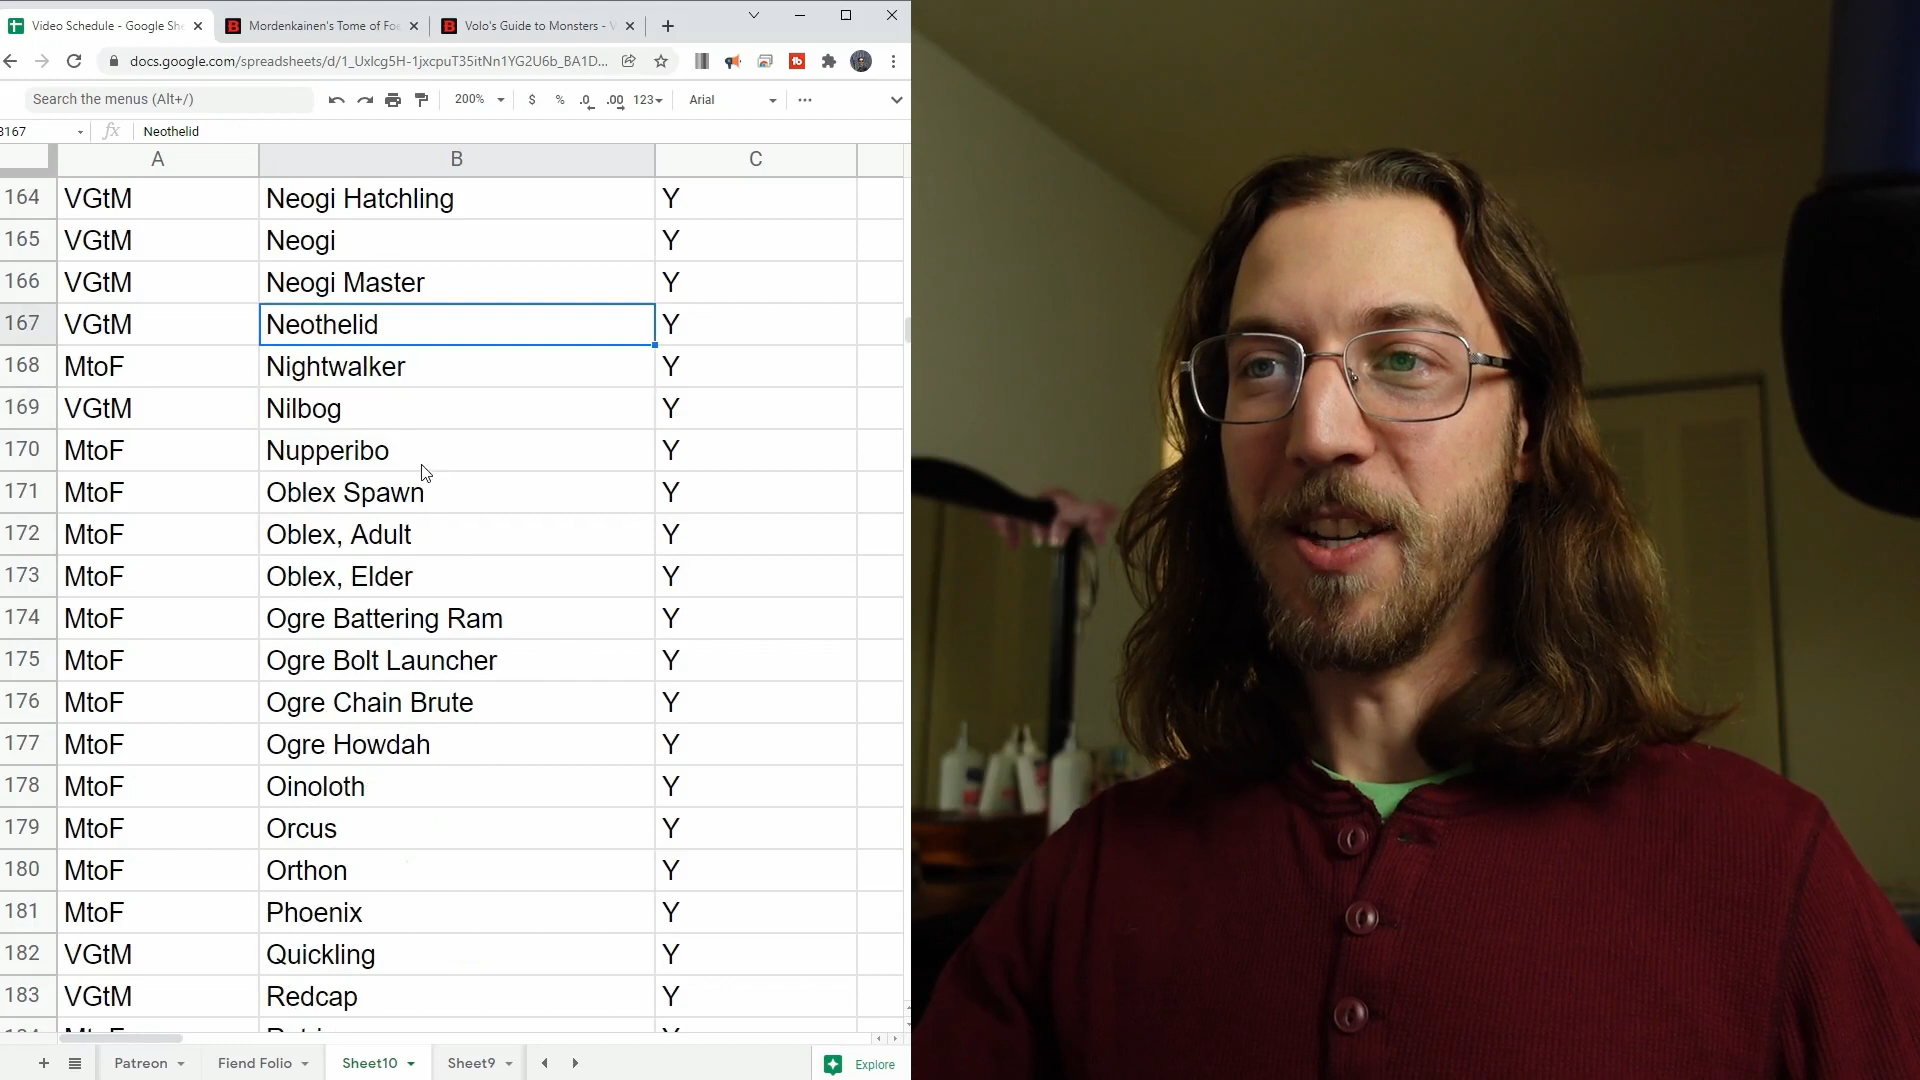 Video Schedule - Google She
Mordenkainen's Tome of Foe
Volo's Guide to Monsters - V
docs.google.com/spreadsheets/d/1_UxIcg5H-1jxcpuT35itNn1YG2U6b_BA1D...
Search the menus (Alt+/)
200% $ % .0 .00 123 Arial
B167 fx Neothelid
A B C
164 VGtM Neogi Hatchling Y
165 VGtM Neogi Y
166 VGtM Neogi Master Y
167 VGtM Neothelid Y
168 MtoF Nightwalker Y
169 VGtM Nilbog Y
170 MtoF Nupperibo Y
171 MtoF Oblex Spawn Y
172 MtoF Oblex, Adult Y
173 MtoF Oblex, Elder Y
174 MtoF Ogre Battering Ram Y
175 MtoF Ogre Bolt Launcher Y
176 MtoF Ogre Chain Brute Y
177 MtoF Ogre Howdah Y
178 MtoF Oinoloth Y
179 MtoF Orcus Y
180 MtoF Orthon Y
181 MtoF Phoenix Y
182 VGtM Quickling Y
183 VGtM Redcap Y
Patreon Fiend Folio Sheet10 Sheet9 Explore